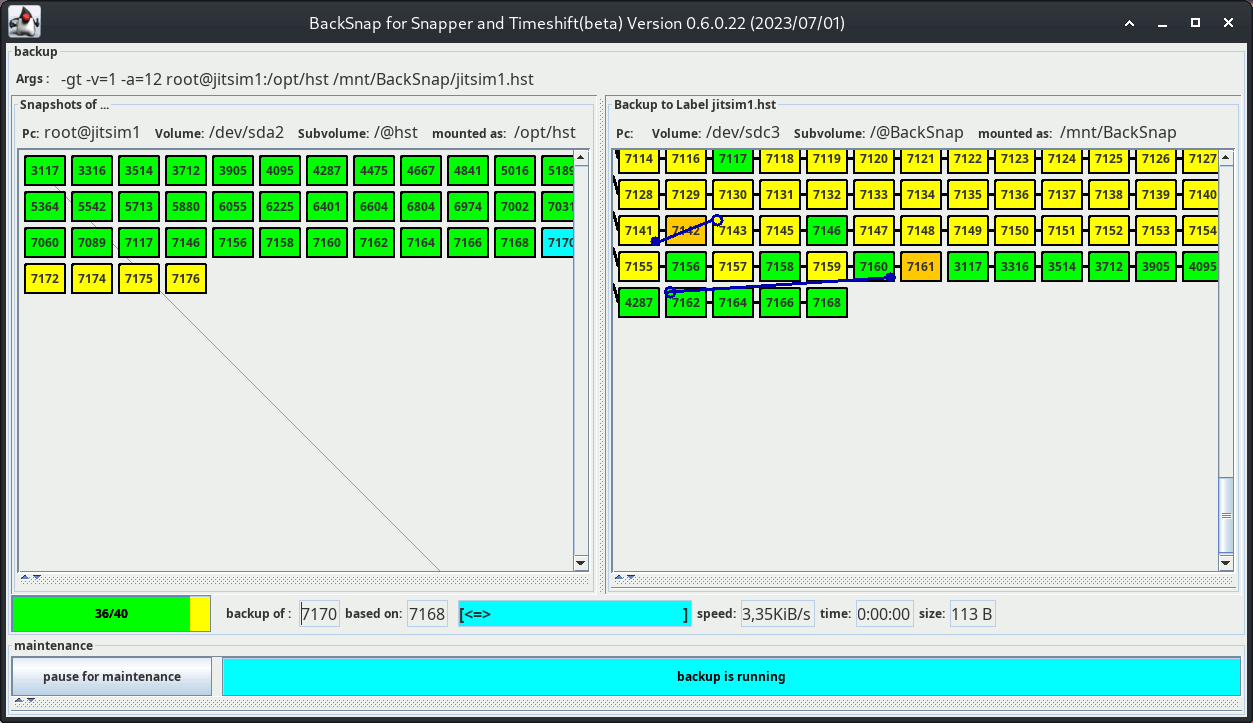 BackSnap for Snapper and Timeshift(beta) Version 0.6.0.22 (2023/07/01)
backup
Args : -gt -v=1 -a=12 root@jitsim1:/opt/hst /mnt/BackSnap/jitsim1.hst
Snapshots of ...
Pc: root@jitsim1 Volume: /dev/sda2 Subvolume: /@hst mounted as: /opt/hst
3117 3316 3514 3712 3905 4095 4287 4475 4667 4841 5016 5189
5364 5542 5713 5880 6055 6225 6401 6604 6804 6974 7002 7031
7060 7089 7117 7146 7156 7158 7160 7162 7164 7166 7168 7170
7172 7174 7175 7176
Backup to Label jitsim1.hst
Pc: Volume: /dev/sdc3 Subvolume: /@BackSnap mounted as: /mnt/BackSnap
7114 7116 7117 7118 7119 7120 7121 7122 7123 7124 7125 7126 7127
7128 7129 7130 7131 7132 7133 7134 7135 7136 7137 7138 7139 7140
7141 7142 7143 7145 7146 7147 7148 7149 7150 7151 7152 7153 7154
7155 7156 7157 7158 7159 7160 7161 3117 3316 3514 3712 3905 4095
4287 7162 7164 7166 7168
36/40 backup of : 7170 based on: 7168 [<=> ] speed: 3,35KiB/s time: 0:00:00 size: 113 B
maintenance
pause for maintenance backup is running